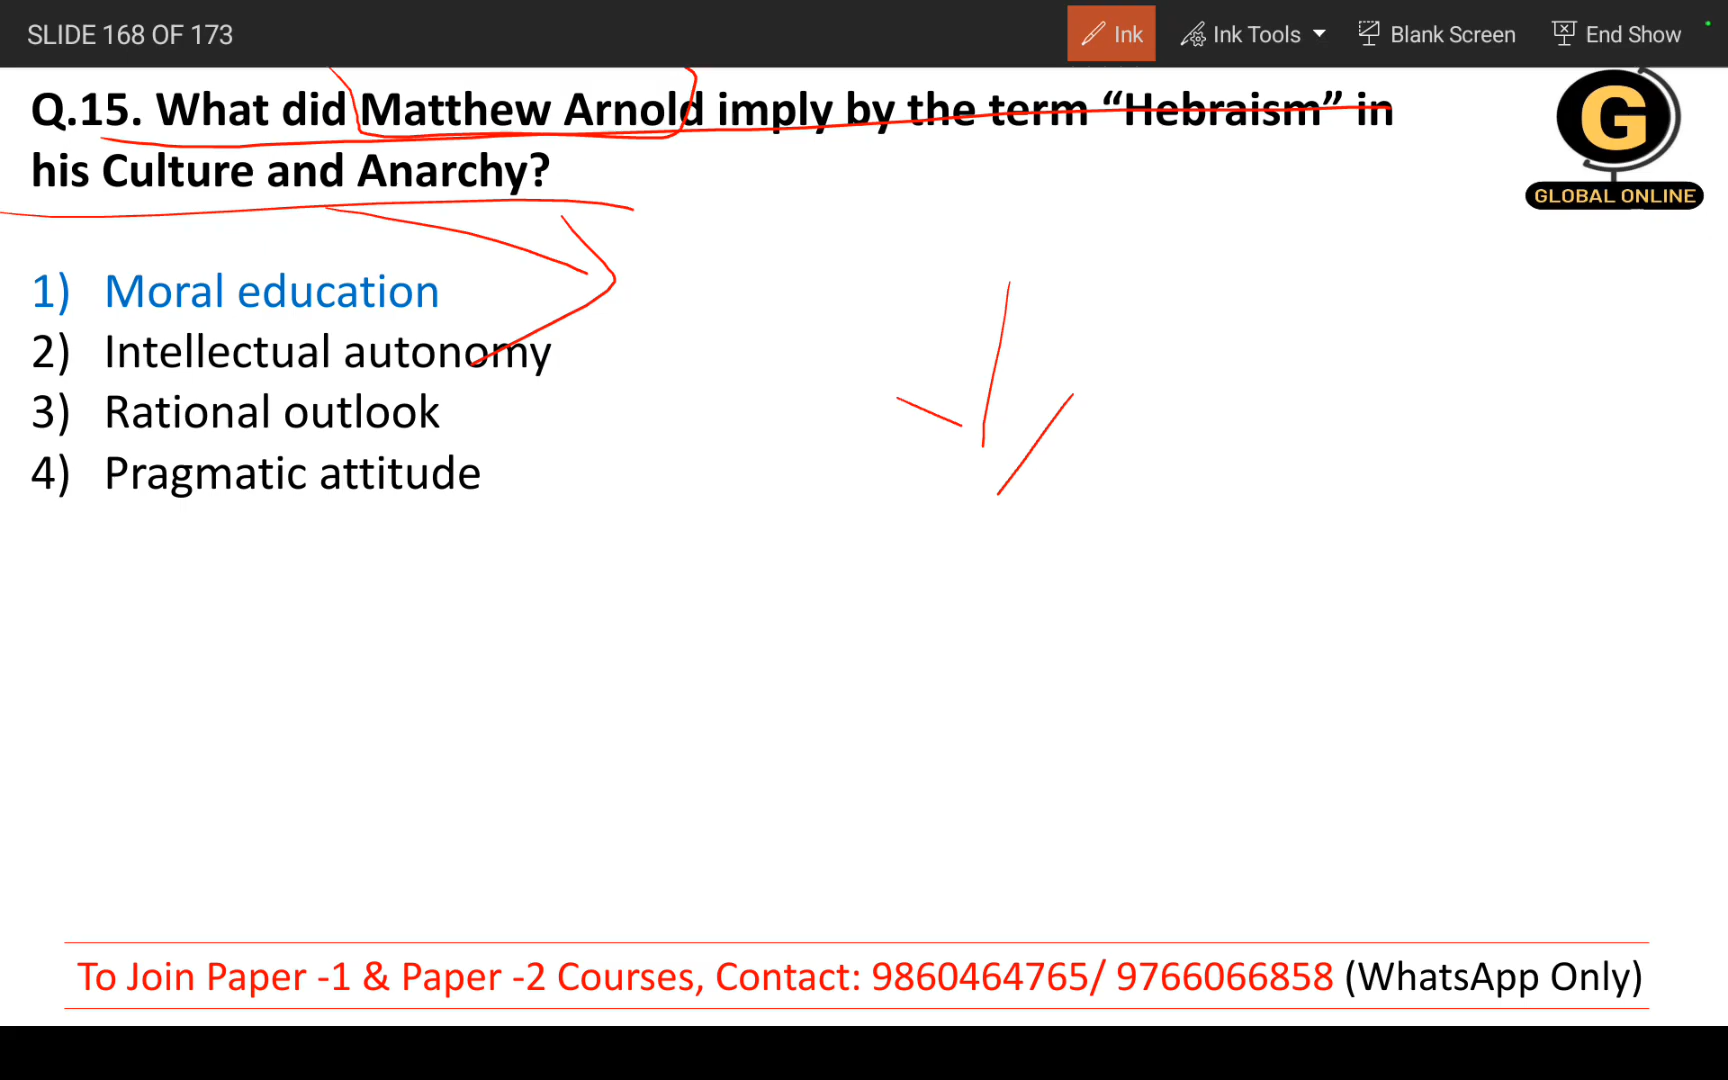 SLIDE 168 OF 173
Ink
Ink Tools
Blank Screen
End Show
Q.15. What did Matthew Arnold imply by the term “Hebraism” in
his Culture and Anarchy?
G
GLOBAL ONLINE
1) Moral education
2) Intellectual autonomy
3) Rational outlook
4) Pragmatic attitude
To Join Paper -1 & Paper -2 Courses, Contact: 9860464765/ 9766066858 (WhatsApp Only)